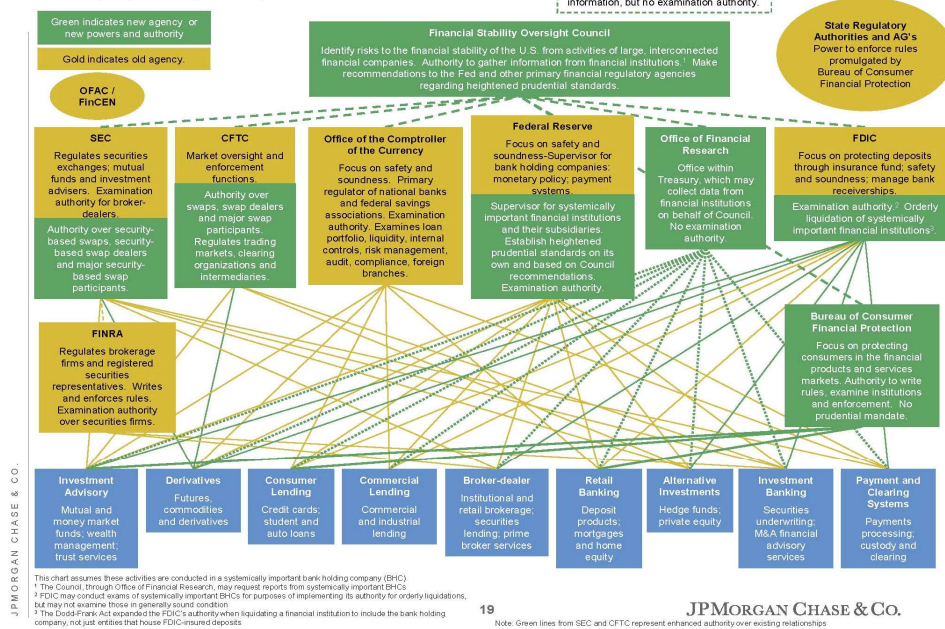 information, but no examination authority.
Green indicates new agency or
new powers and authority
Gold indicates old agency.
OFAC /
FinCEN
Financial Stability Oversight Council
Identify risks to the financial stability of the U.S. from activities of large, interconnected
financial companies. Authority to gather information from financial institutions.¹ Make
recommendations to the Fed and other primary financial regulatory agencies
regarding heightened prudential standards.
State Regulatory
Authorities and AG's
Power to enforce rules
promulgated by
Bureau of Consumer
Financial Protection
SEC
Regulates securities
exchanges; mutual
funds and investment
advisers. Examination
authority for broker-
dealers.
Authority over security-
based swaps, security-
based swap dealers
and major security-
based swap
participants.
CFTC
Market oversight and
enforcement
functions.
Authority over
swaps, swap dealers
and major swap
participants.
Regulates trading
markets, clearing
organizations and
intermediaries.
Office of the Comptroller
of the Currency
Focus on safety and
soundness. Primary
regulator of national banks
and federal savings
associations. Examination
authority. Examines loan
portfolio, liquidity, internal
controls, risk management,
audit, compliance, foreign
branches.
Federal Reserve
Focus on safety and
soundness-Supervisor for
bank holding companies:
monetary policy; payment
systems.
Supervisor for systemically
important financial institutions
and their subsidiaries.
Establish heightened
prudential standards on its
own and based on Council
recommendations.
Examination authority.
Office of Financial
Research
Office within
Treasury, which may
collect data from
financial institutions
on behalf of Council.
No examination
authority.
FDIC
Focus on protecting deposits
through insurance fund; safety
and soundness; manage bank
receiverships.
Examination authority.² Orderly
liquidation of systemically
important financial institutions³.
FINRA
Regulates brokerage
firms and registered
securities
representatives. Writes
and enforces rules.
Examination authority
over securities firms.
Bureau of Consumer
Financial Protection
Focus on protecting
consumers in the financial
products and services
markets. Authority to write
rules, examine institutions
and enforcement. No
prudential mandate.
Investment
Advisory
Mutual and
money market
funds; wealth
management;
trust services
Derivatives
Futures,
commodities
and derivatives
Consumer
Lending
Credit cards;
student and
auto loans
Commercial
Lending
Commercial
and industrial
lending
Broker-dealer
Institutional and
retail brokerage;
securities
lending; prime
broker services
Retail
Banking
Deposit
products;
mortgages
and home
equity
Alternative
Investments
Hedge funds;
private equity
Investment
Banking
Securities
underwriting;
M&A financial
advisory
services
Payment and
Clearing
Systems
Payments
processing;
custody and
clearing
JPMORGAN CHASE & CO.
This chart assumes these activities are conducted in a systemically important bank holding company (BHC)
¹ The Council, through Office of Financial Research, may request reports from systemically important BHCs
² FDIC may conduct exams of systemically important BHCs for purposes of implementing its authority for orderly liquidations,
but may not examine those in generally sound condition
³ The Dodd-Frank Act expanded the FDIC's authority when liquidating a financial institution to include the bank holding
company, not just entities that house FDIC-insured deposits
19
JPMORGAN CHASE & CO.
Note: Green lines from SEC and CFTC represent enhanced authority over existing relationships